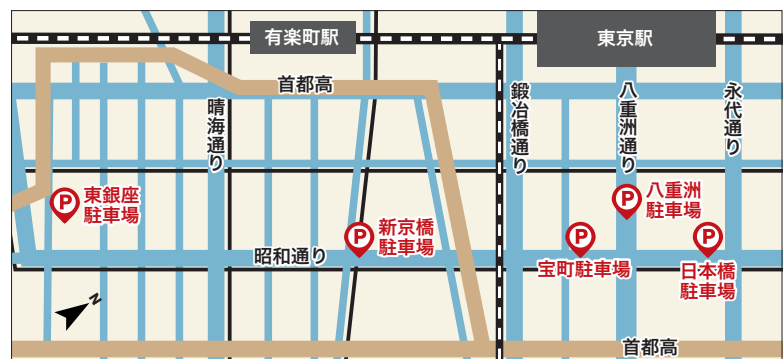 有楽町駅
東京駅
首都高
晴海通り
鍛冶橋通り
八重洲通り
永代通り
P
東銀座
駐車場
P
八重洲
駐車場
P
新京橋
駐車場
P
宝町駐車場
P
日本橋
駐車場
昭和通り
N
首都高